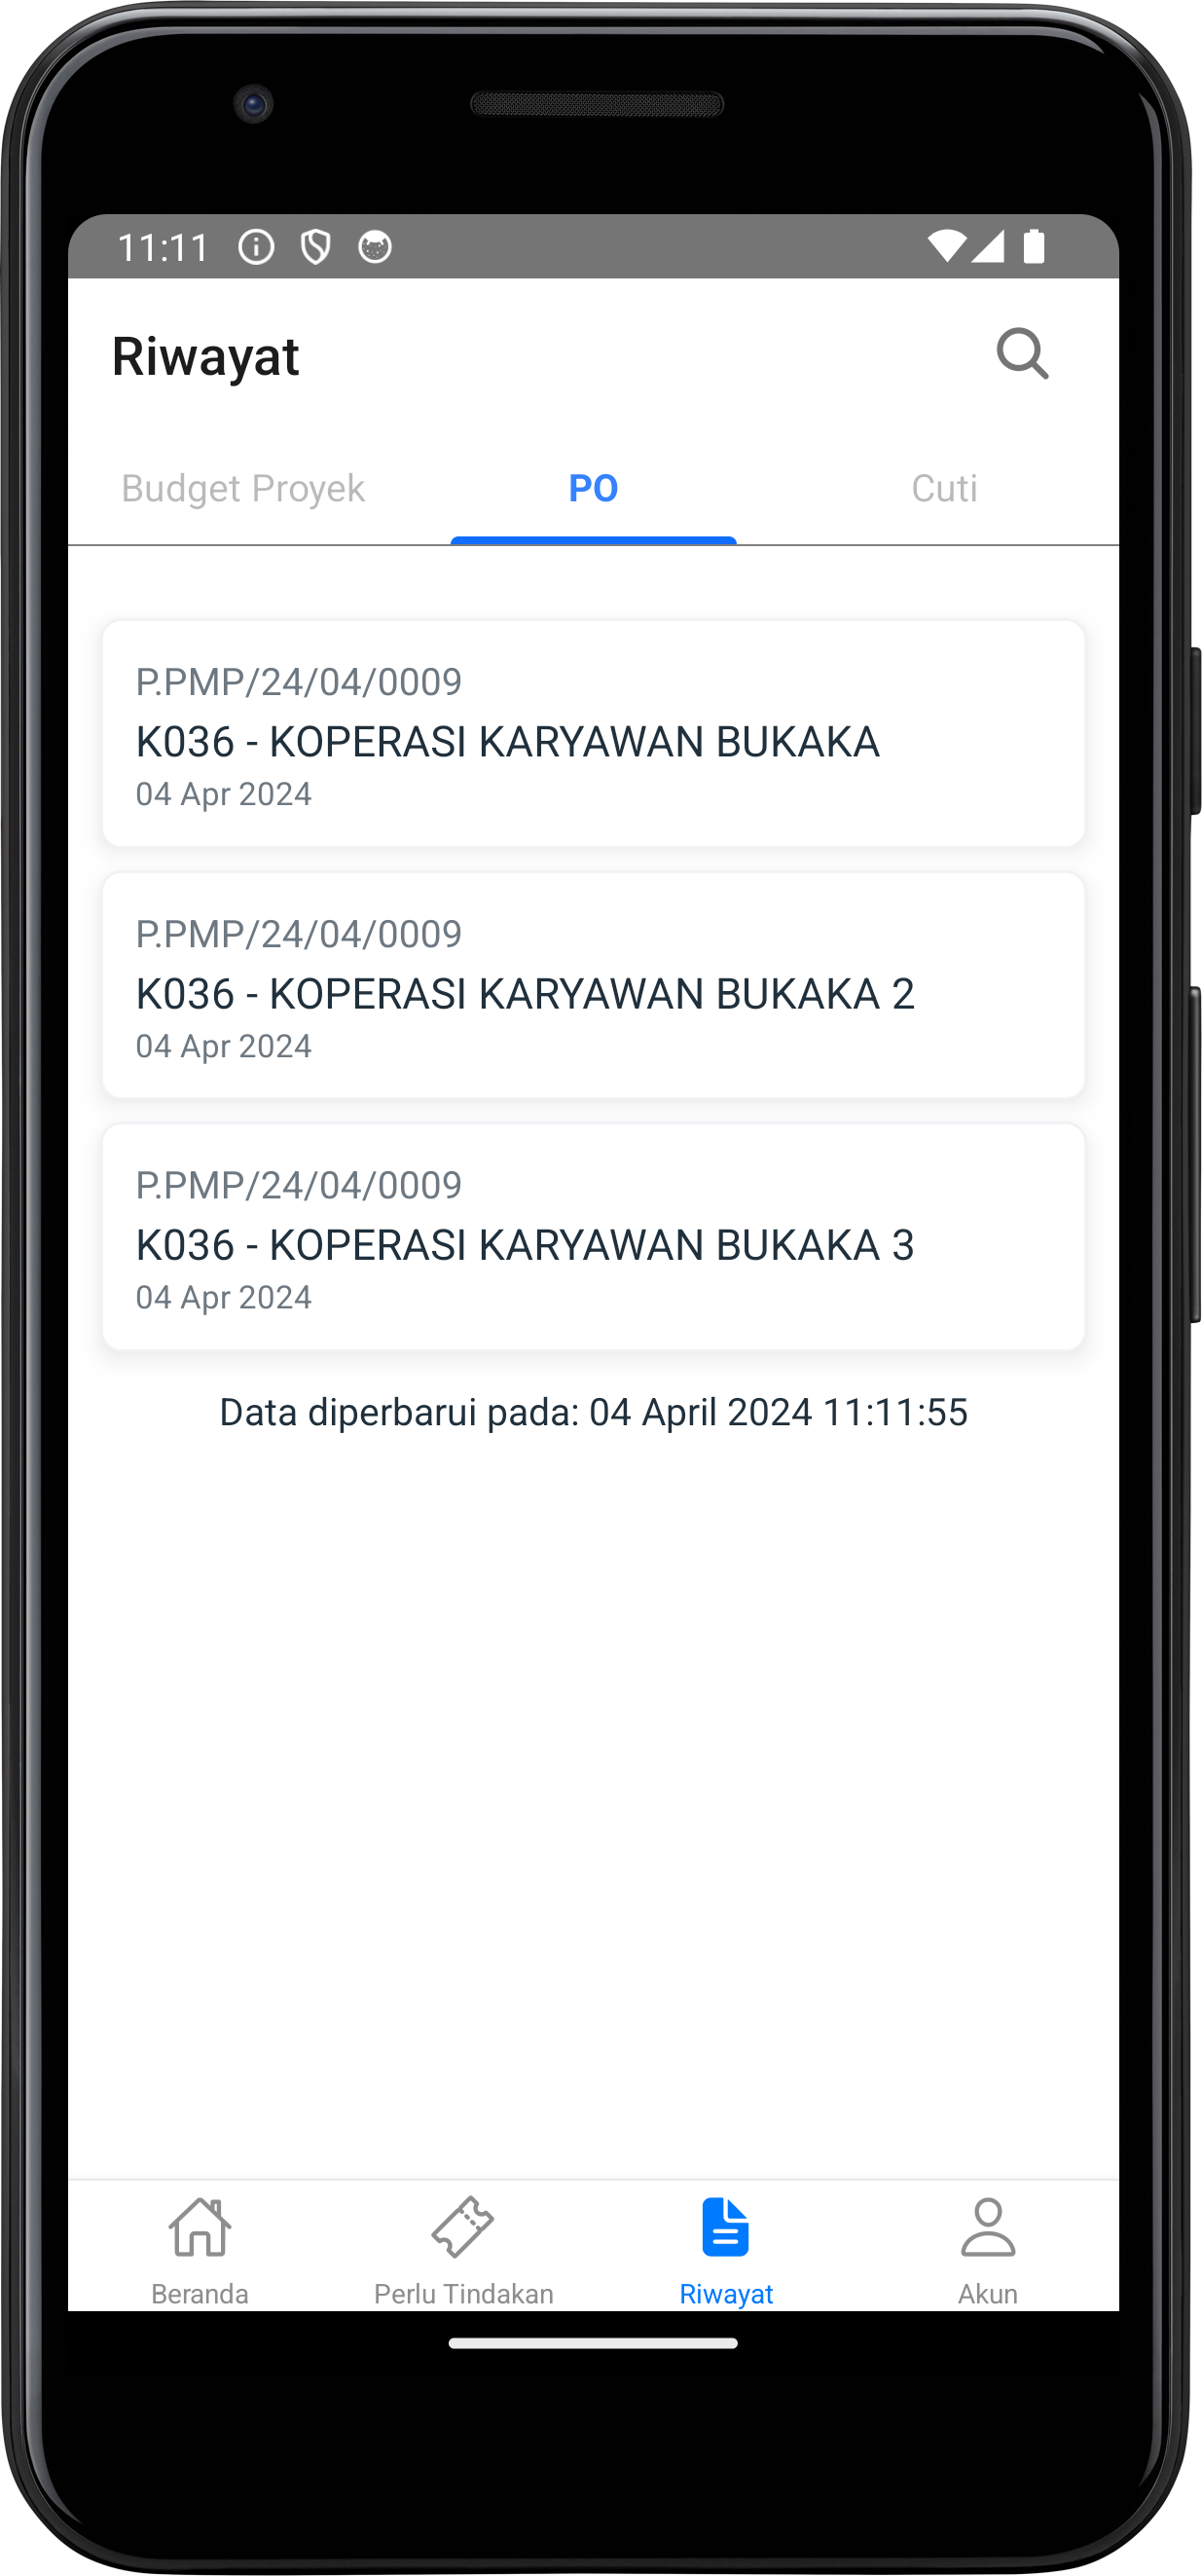 11:11
Riwayat
Budget Proyek PO Cuti
P.PMP/24/04/0009
K036 - KOPERASI KARYAWAN BUKAKA
04 Apr 2024
P.PMP/24/04/0009
K036 - KOPERASI KARYAWAN BUKAKA 2
04 Apr 2024
P.PMP/24/04/0009
K036 - KOPERASI KARYAWAN BUKAKA 3
04 Apr 2024
Data diperbarui pada: 04 April 2024 11:11:55
Beranda Perlu Tindakan Riwayat Akun